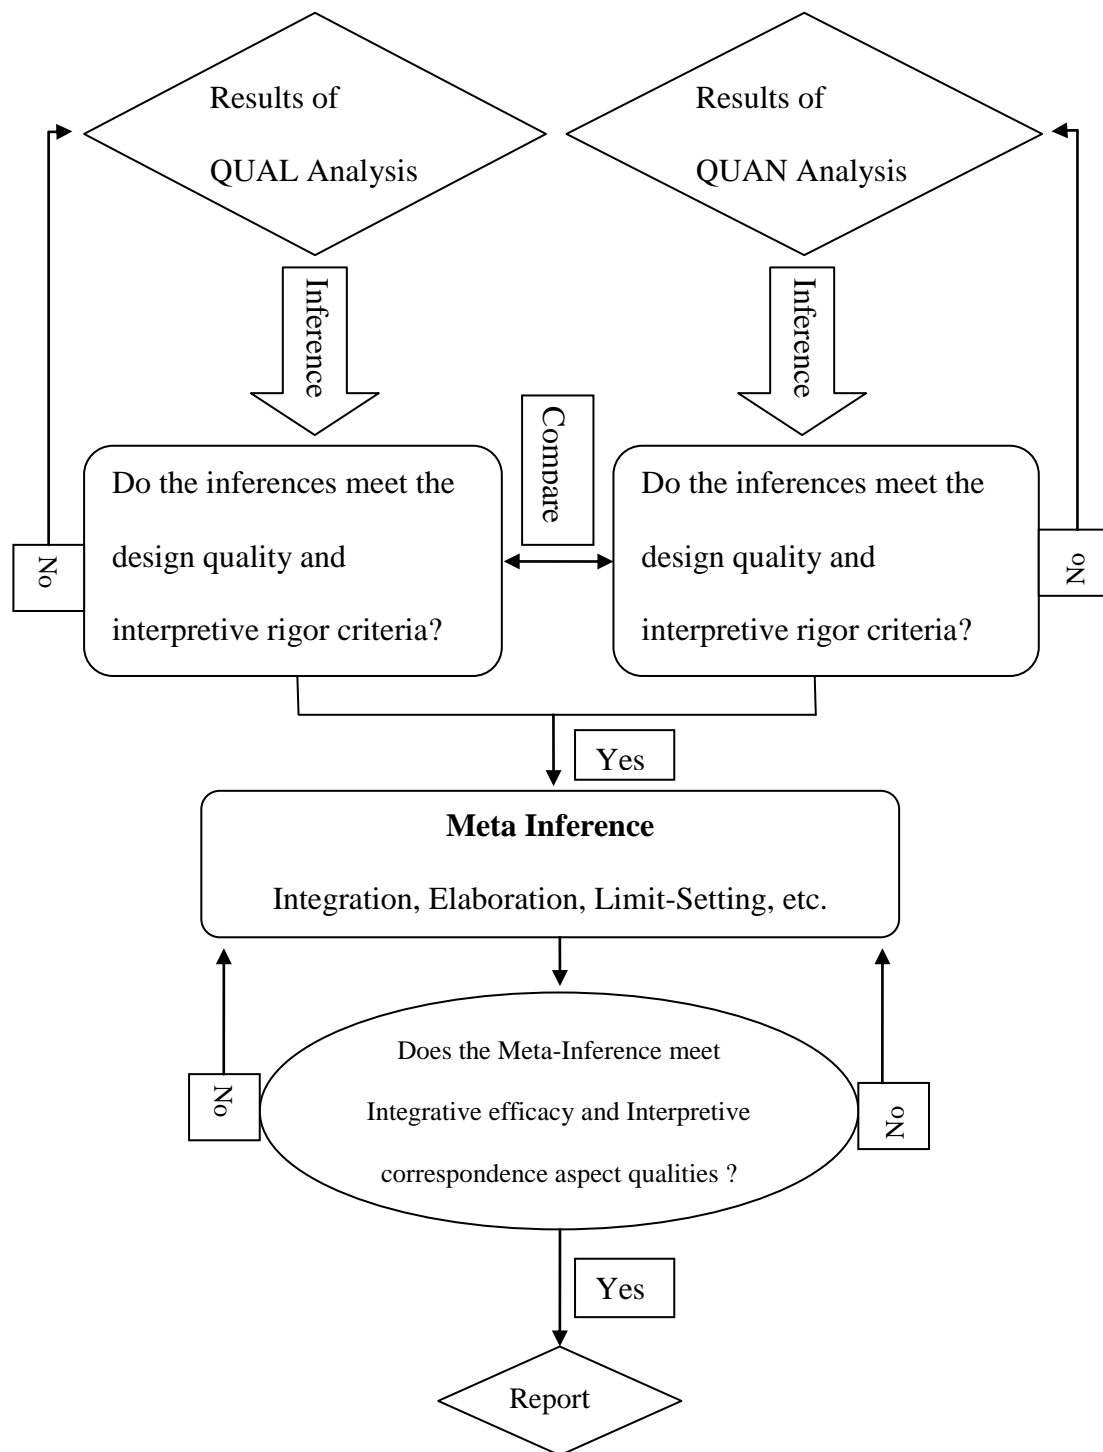 Results of
QUAL Analysis
Results of
QUAN Analysis
Inference
Inference
Compare
Do the inferences meet the
design quality and
interpretive rigor criteria?
Do the inferences meet the
design quality and
interpretive rigor criteria?
No
No
Yes
Meta Inference
Integration, Elaboration, Limit-Setting, etc.
Does the Meta-Inference meet
Integrative efficacy and Interpretive
correspondence aspect qualities ?
No
No
Yes
Report